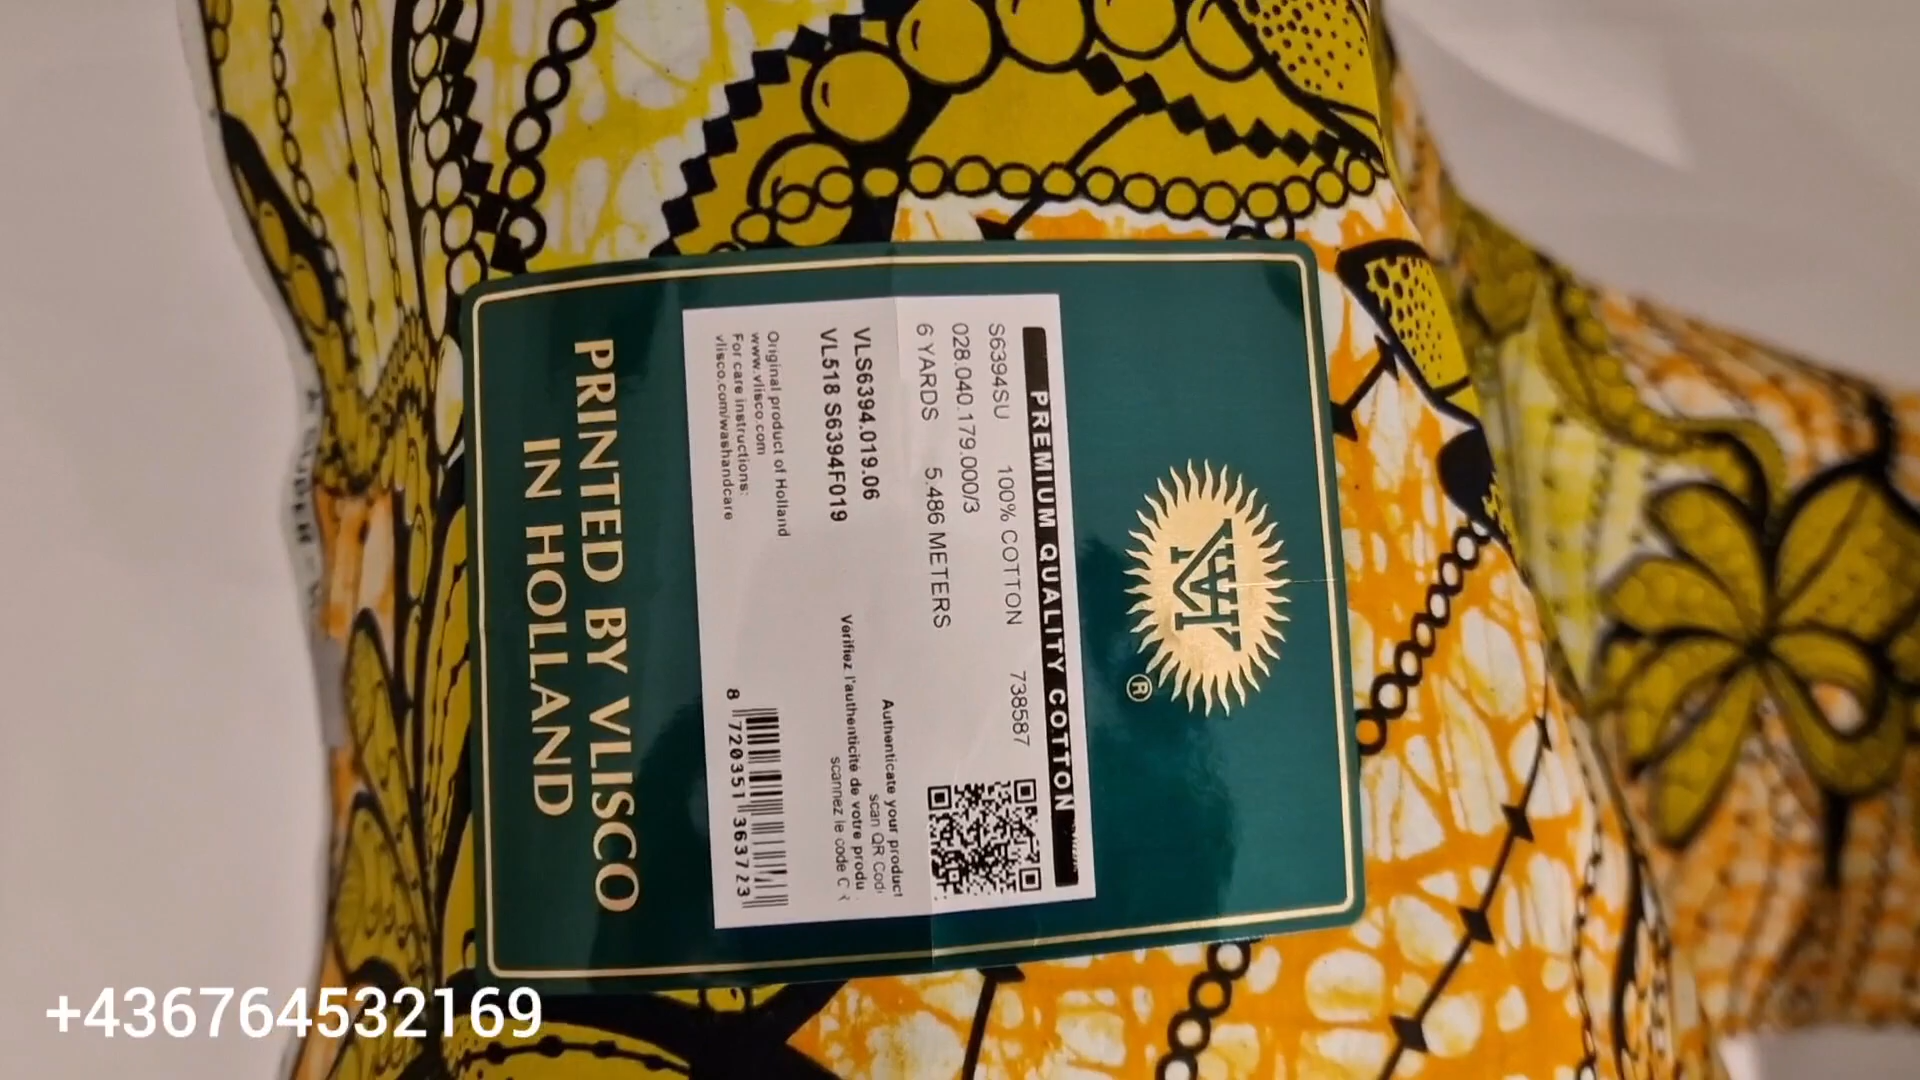 ®
PREMIUM QUALITY COTTON
S6394SU 100% COTTON 738587
028.040.179.000/3
6 YARDS 5.486 METERS
VLS6394.019.06
VL518 S6394F019
Authenticate your product
scan QR Cod
Vérifiez l'authenticité de votre produ
scannez le code
Original product of Holland
www.vlisco.com
For care instructions:
vlisco.com/washandcare
8 720351 363723
PRINTED BY VLISCO
IN HOLLAND
+436764532169